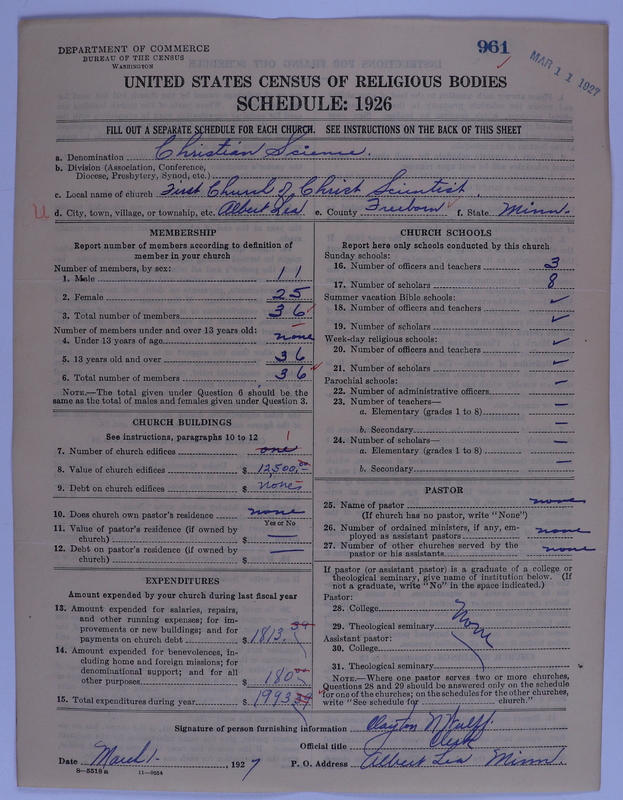 DEPARTMENT OF COMMERCE
BUREAU OF THE CENSUS
WASHINGTON
961
MAR 11 1927
UNITED STATES CENSUS OF RELIGIOUS BODIES
SCHEDULE: 1926
FILL OUT A SEPARATE SCHEDULE FOR EACH CHURCH. SEE INSTRUCTIONS ON THE BACK OF THIS SHEET
a. Denomination Christian Science.
b. Division (Association, Conference,
Diocese, Presbytery, Synod, etc.)
c. Local name of church First Church of Christ Scientist.
U d. City, town, village, or township, etc. Albert Lea e. County Freeborn f. State Minn.
MEMBERSHIP
Report number of members according to definition of
member in your church
Number of members, by sex:
1. Male 11
2. Female 25
3. Total number of members 36
Number of members under and over 13 years old:
4. Under 13 years of age none
5. 13 years old and over 36
6. Total number of members 36
NOTE.—The total given under Question 6 should be the
same as the total of males and females given under Question 3.
CHURCH BUILDINGS
See instructions, paragraphs 10 to 12
7. Number of church edifices one 1
8. Value of church edifices $ 12,500.00
9. Debt on church edifices $ none
10. Does church own pastor's residence none
Yes or No
11. Value of pastor's residence (if owned by
church) $ —
12. Debt on pastor's residence (if owned by
church) $ —
EXPENDITURES
Amount expended by your church during last fiscal year
13. Amount expended for salaries, repairs,
and other running expenses; for im-
provements or new buildings; and for
payments on church debt $ 1813.34
14. Amount expended for benevolences, in-
cluding home and foreign missions; for
denominational support; and for all
other purposes $ 180.00
15. Total expenditures during year $ 1993 34
CHURCH SCHOOLS
Report here only schools conducted by this church
Sunday schools:
16. Number of officers and teachers 3
17. Number of scholars 8
Summer vacation Bible schools:
18. Number of officers and teachers
19. Number of scholars
Week-day religious schools:
20. Number of officers and teachers
21. Number of scholars
Parochial schools:
22. Number of administrative officers —
23. Number of teachers—
a. Elementary (grades 1 to 8) —
b. Secondary —
24. Number of scholars—
a. Elementary (grades 1 to 8) —
b. Secondary —
PASTOR
25. Name of pastor none
(If church has no pastor, write "None")
26. Number of ordained ministers, if any, em-
ployed as assistant pastors none
27. Number of other churches served by the
pastor or his assistants none
If pastor (or assistant pastor) is a graduate of a college or
theological seminary, give name of institution below. (If
not a graduate, write "No" in the space indicated.)
Pastor:
28. College None
29. Theological seminary
Assistant pastor:
30. College
31. Theological seminary
NOTE.—Where one pastor serves two or more churches,
Questions 28 and 29 should be answered only on the schedule
for one of the churches; on the schedules for the other churches,
write "See schedule for church."
Signature of person furnishing information Clayton N
Official title Clerk
Date March 1-, 1927 P. O. Address Albert Lea Minn.
8—5518 a 11—9554